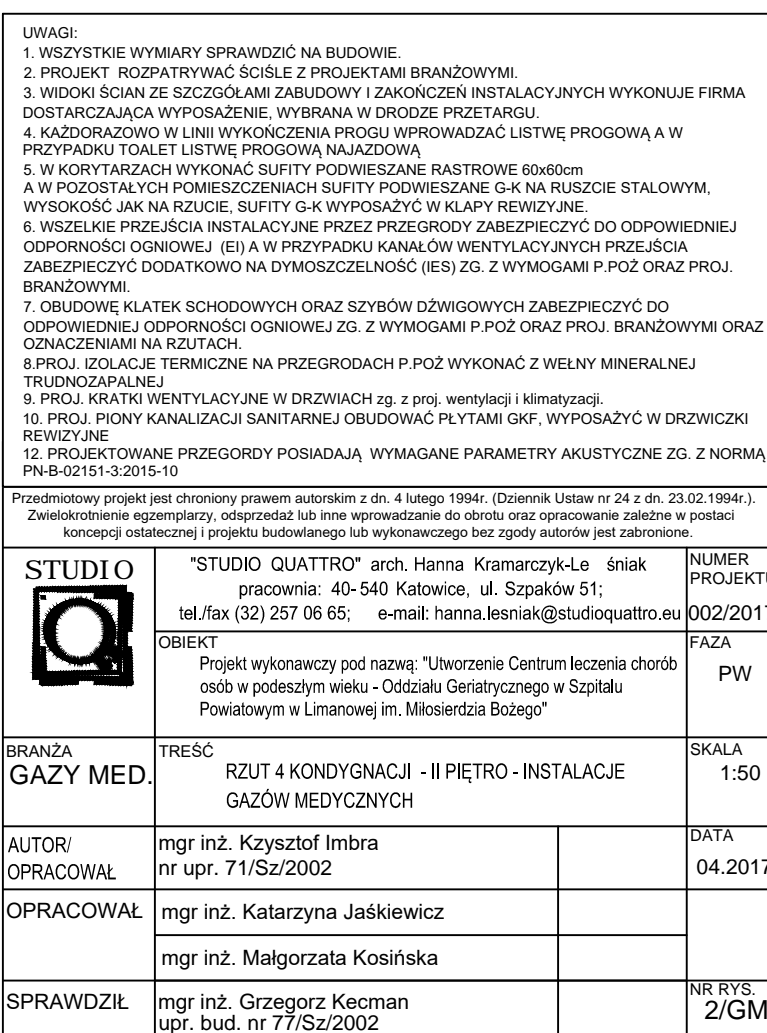 UWAGI:
1. WSZYSTKIE WYMIARY SPRAWDZIĆ NA BUDOWIE.
2. PROJEKT ROZPATRYWAĆ ŚCIŚLE Z PROJEKTAMI BRANŻOWYMI.
3. WIDOKI ŚCIAN ZE SZCZGÓŁAMI ZABUDOWY I ZAKOŃCZEŃ INSTALACYJNYCH WYKONUJE FIRMA
DOSTARCZAJĄCA WYPOSAŻENIE, WYBRANA W DRODZE PRZETARGU.
4. KAŻDORAZOWO W LINII WYKOŃCZENIA PROGU WPROWADZAĆ LISTWĘ PROGOWĄ A W
PRZYPADKU TOALET LISTWĘ PROGOWĄ NAJAZDOWĄ
5. W KORYTARZACH WYKONAĆ SUFITY PODWIESZANE RASTROWE 60x60cm
A W POZOSTAŁYCH POMIESZCZENIACH SUFITY PODWIESZANE G-K NA RUSZCIE STALOWYM,
WYSOKOŚĆ JAK NA RZUCIE, SUFITY G-K WYPOSAŻYĆ W KLAPY REWIZYJNE.
6. WSZELKIE PRZEJŚCIA INSTALACYJNE PRZEZ PRZEGRODY ZABEZPIECZYĆ DO ODPOWIEDNIEJ
ODPORNOŚCI OGNIOWEJ (EI) A W PRZYPADKU KANAŁÓW WENTYLACYJNYCH PRZEJŚCIA
ZABEZPIECZYĆ DODATKOWO NA DYMOSZCZELNOŚĆ (IES) ZG. Z WYMOGAMI P.POŻ ORAZ PROJ.
BRANŻOWYMI.
7. OBUDOWĘ KLATEK SCHODOWYCH ORAZ SZYBÓW DŹWIGOWYCH ZABEZPIECZYĆ DO
ODPOWIEDNIEJ ODPORNOŚCI OGNIOWEJ ZG. Z WYMOGAMI P.POŻ ORAZ PROJ. BRANŻOWYMI ORAZ
OZNACZENIAMI NA RZUTACH.
8.PROJ. IZOLACJE TERMICZNE NA PRZEGRODACH P.POŻ WYKONAĆ Z WEŁNY MINERALNEJ
TRUDNOZAPALNEJ
9. PROJ. KRATKI WENTYLACYJNE W DRZWIACH zg. z proj. wentylacji i klimatyzacji.
10. PROJ. PIONY KANALIZACJI SANITARNEJ OBUDOWAĆ PŁYTAMI GKF, WYPOSAŻYĆ W DRZWICZKI
REWIZYJNE
12. PROJEKTOWANE PRZEGORDY POSIADAJĄ WYMAGANE PARAMETRY AKUSTYCZNE ZG. Z NORMĄ
PN-B-02151-3:2015-10
Przedmiotowy projekt jest chroniony prawem autorskim z dn. 4 lutego 1994r. (Dziennik Ustaw nr 24 z dn. 23.02.1994r.).
Zwielokrotnienie egzemplarzy, odsprzedaż lub inne wprowadzanie do obrotu oraz opracowanie zależne w postaci
koncepcji ostatecznej i projektu budowlanego lub wykonawczego bez zgody autorów jest zabronione.
STUDIO
Q
"STUDIO QUATTRO" arch. Hanna Kramarczyk-Le śniak
pracownia: 40-540 Katowice, ul. Szpaków 51;
tel./fax (32) 257 06 65; e-mail: hanna.lesniak@studioquattro.eu
NUMER
PROJEKTU
002/2017
OBIEKT
Projekt wykonawczy pod nazwą: "Utworzenie Centrum leczenia chorób
osób w podeszłym wieku - Oddziału Geriatrycznego w Szpitalu
Powiatowym w Limanowej im. Miłosierdzia Bożego"
FAZA
PW
BRANŻA
GAZY MED.
TREŚĆ
RZUT 4 KONDYGNACJI - II PIĘTRO - INSTALACJE
GAZÓW MEDYCZNYCH
SKALA
1:50
AUTOR/
OPRACOWAŁ
mgr inż. Kzysztof Imbra
nr upr. 71/Sz/2002
DATA
04.2017
OPRACOWAŁ
mgr inż. Katarzyna Jaśkiewicz
mgr inż. Małgorzata Kosińska
SPRAWDZIŁ
mgr inż. Grzegorz Kecman
upr. bud. nr 77/Sz/2002
NR RYS.
2/GM